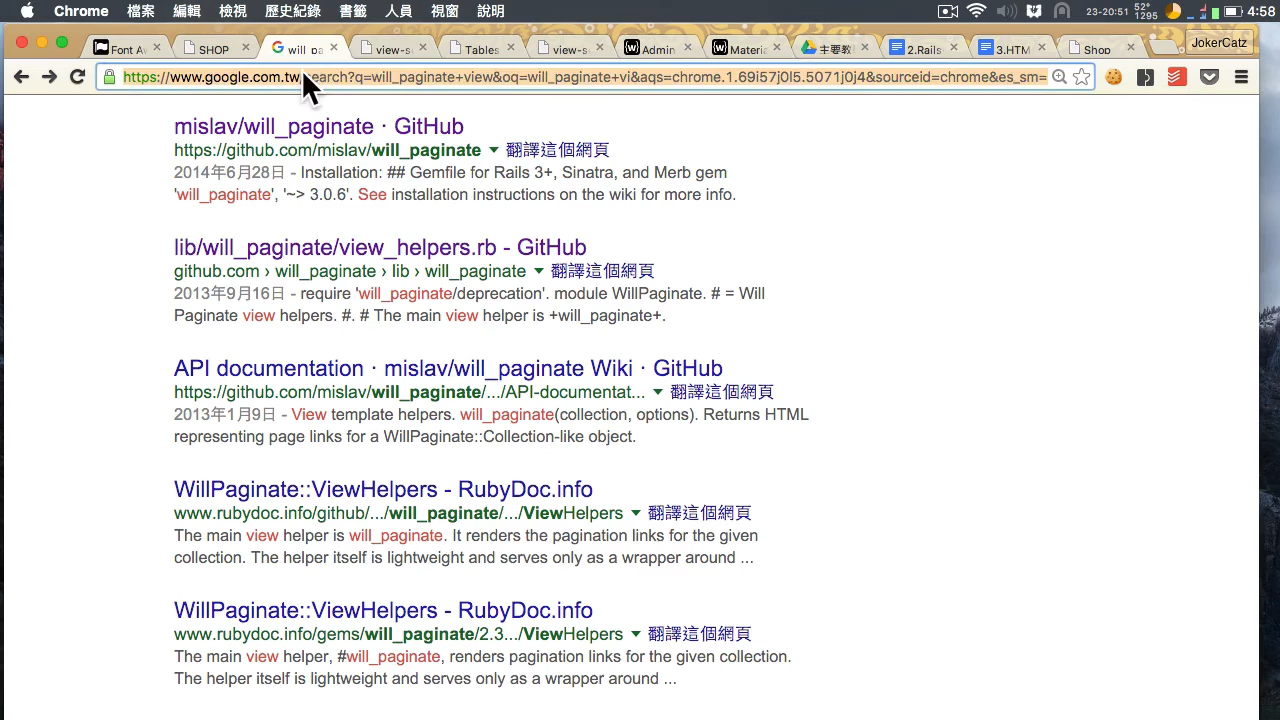 Chrome 檔案 編輯 檢視 歷史紀錄 書籤 人員 視窗 說明 23-20:51 52° 1295 4:58
Font Av SHOP will_pa view-s Tables view-s Admin Materia 主要教 2.Rails 3.HTM Shop JokerCatz
https://www.google.com.tw/search?q=will_paginate+view&oq=will_paginate+vi&aqs=chrome.1.69i57j0l5.5071j0j4&sourceid=chrome&es_sm=
mislav/will_paginate · GitHub
https://github.com/mislav/will_paginate 翻譯這個網頁
2014年6月28日 - Installation: ## Gemfile for Rails 3+, Sinatra, and Merb gem
'will_paginate', '~> 3.0.6'. See installation instructions on the wiki for more info.
lib/will_paginate/view_helpers.rb - GitHub
github.com › will_paginate › lib › will_paginate 翻譯這個網頁
2013年9月16日 - require 'will_paginate/deprecation'. module WillPaginate. # = Will
Paginate view helpers. #. # The main view helper is +will_paginate+.
API documentation · mislav/will_paginate Wiki · GitHub
https://github.com/mislav/will_paginate/.../API-documentat... 翻譯這個網頁
2013年1月9日 - View template helpers. will_paginate(collection, options). Returns HTML
representing page links for a WillPaginate::Collection-like object.
WillPaginate::ViewHelpers - RubyDoc.info
www.rubydoc.info/github/.../will_paginate/.../ViewHelpers 翻譯這個網頁
The main view helper is will_paginate. It renders the pagination links for the given
collection. The helper itself is lightweight and serves only as a wrapper around ...
WillPaginate::ViewHelpers - RubyDoc.info
www.rubydoc.info/gems/will_paginate/2.3.../ViewHelpers 翻譯這個網頁
The main view helper, #will_paginate, renders pagination links for the given collection.
The helper itself is lightweight and serves only as a wrapper around ...